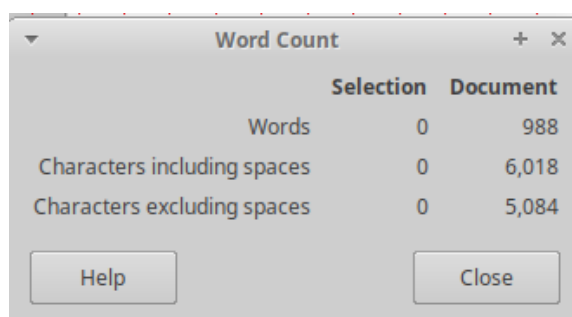 Word Count
Selection Document
Words 0 988
Characters including spaces 0 6,018
Characters excluding spaces 0 5,084
Help Close